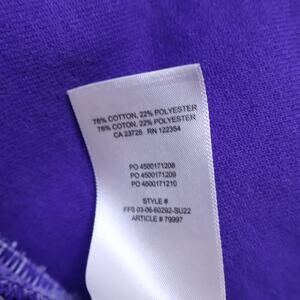 78% COTTON, 22% POLYESTER
78% COTON, 22% POLYESTER
CA 23725 RN 122354
PO 4500171208
PO 4500171209
PO 4500171210
STYLE #
FFS 03-06-60292-SU22
ARTICLE # 79997